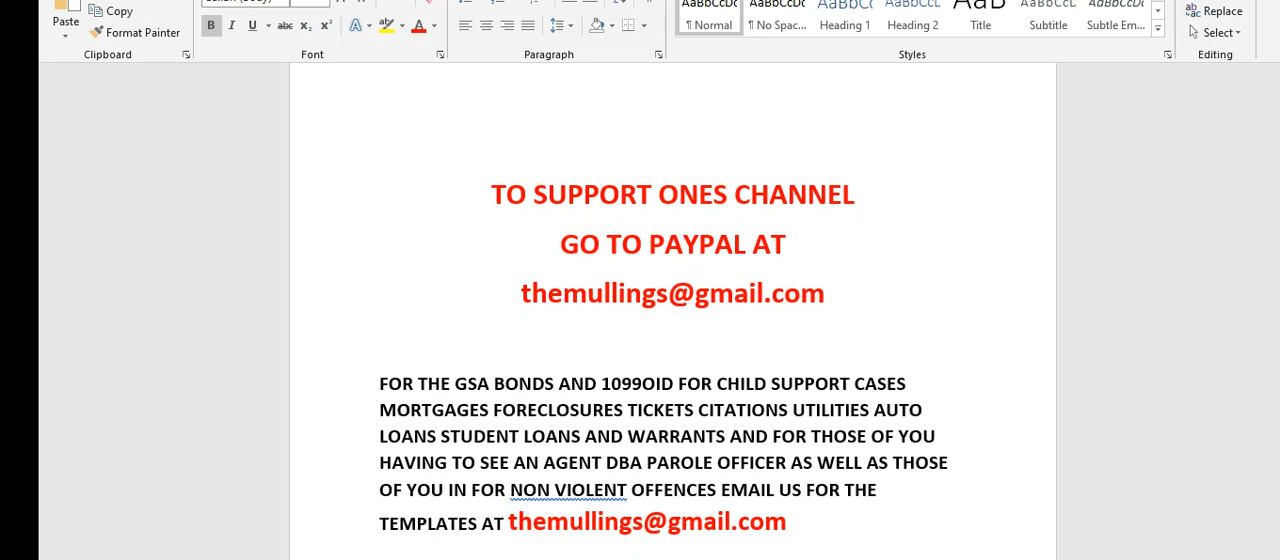 Paste
Copy
Format Painter
Clipboard
B I U abc A ab A
Font
Paragraph
AaBbCcDc AaBbCcDc AaBbC AaBbCcC AaB AaBbCcD AaBbCcDc
¶ Normal ¶ No Spac... Heading 1 Heading 2 Title Subtitle Subtle Em...
Styles
Replace
Select
Editing
TO SUPPORT ONES CHANNEL
GO TO PAYPAL AT
themullings@gmail.com
FOR THE GSA BONDS AND 1099OID FOR CHILD SUPPORT CASES
MORTGAGES FORECLOSURES TICKETS CITATIONS UTILITIES AUTO
LOANS STUDENT LOANS AND WARRANTS AND FOR THOSE OF YOU
HAVING TO SEE AN AGENT DBA PAROLE OFFICER AS WELL AS THOSE
OF YOU IN FOR NON VIOLENT OFFENCES EMAIL US FOR THE
TEMPLATES AT themullings@gmail.com